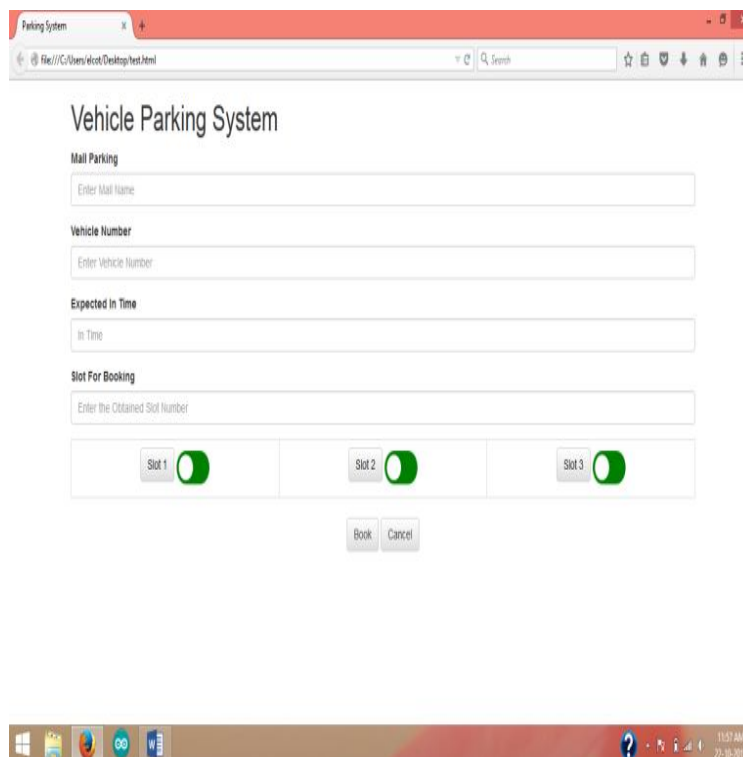 Parking System
file:///C:/Users/elcot/Desktop/test.html
Search
Vehicle Parking System
Mall Parking
Enter Mall Name
Vehicle Number
Enter Vehicle Number
Expected In Time
In Time
Slot For Booking
Enter the Obtained Slot Number
Slot 1 Slot 2 Slot 3
Book Cancel
11:57 AM